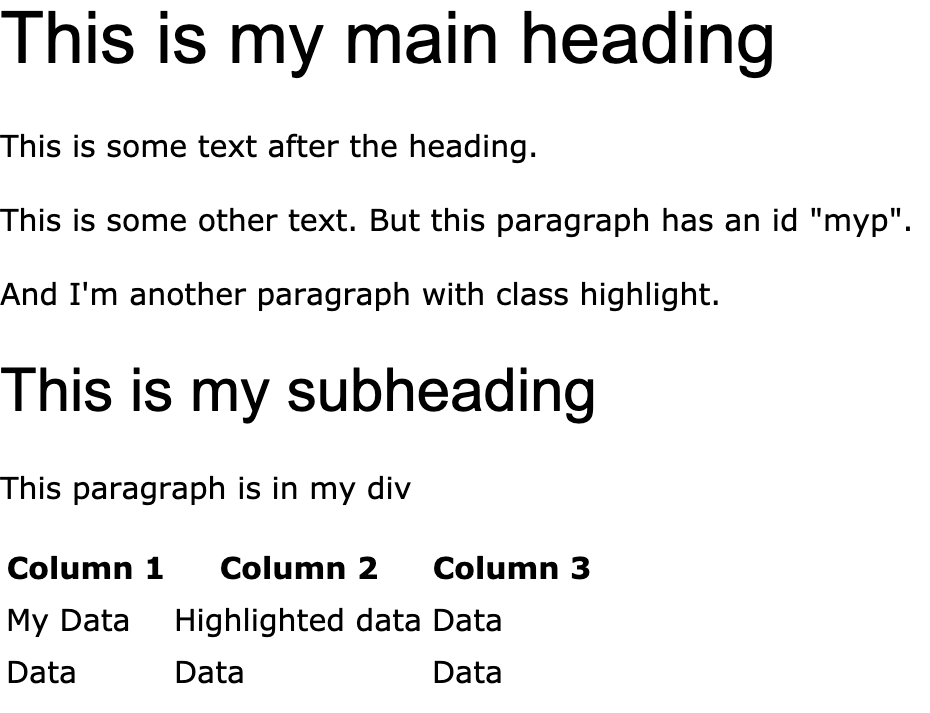 This is my main heading
This is some text after the heading.
This is some other text. But this paragraph has an id "myp".
And I'm another paragraph with class highlight.
This is my subheading
This paragraph is in my div
Column 1 Column 2 Column 3
My Data Highlighted data Data
Data Data Data